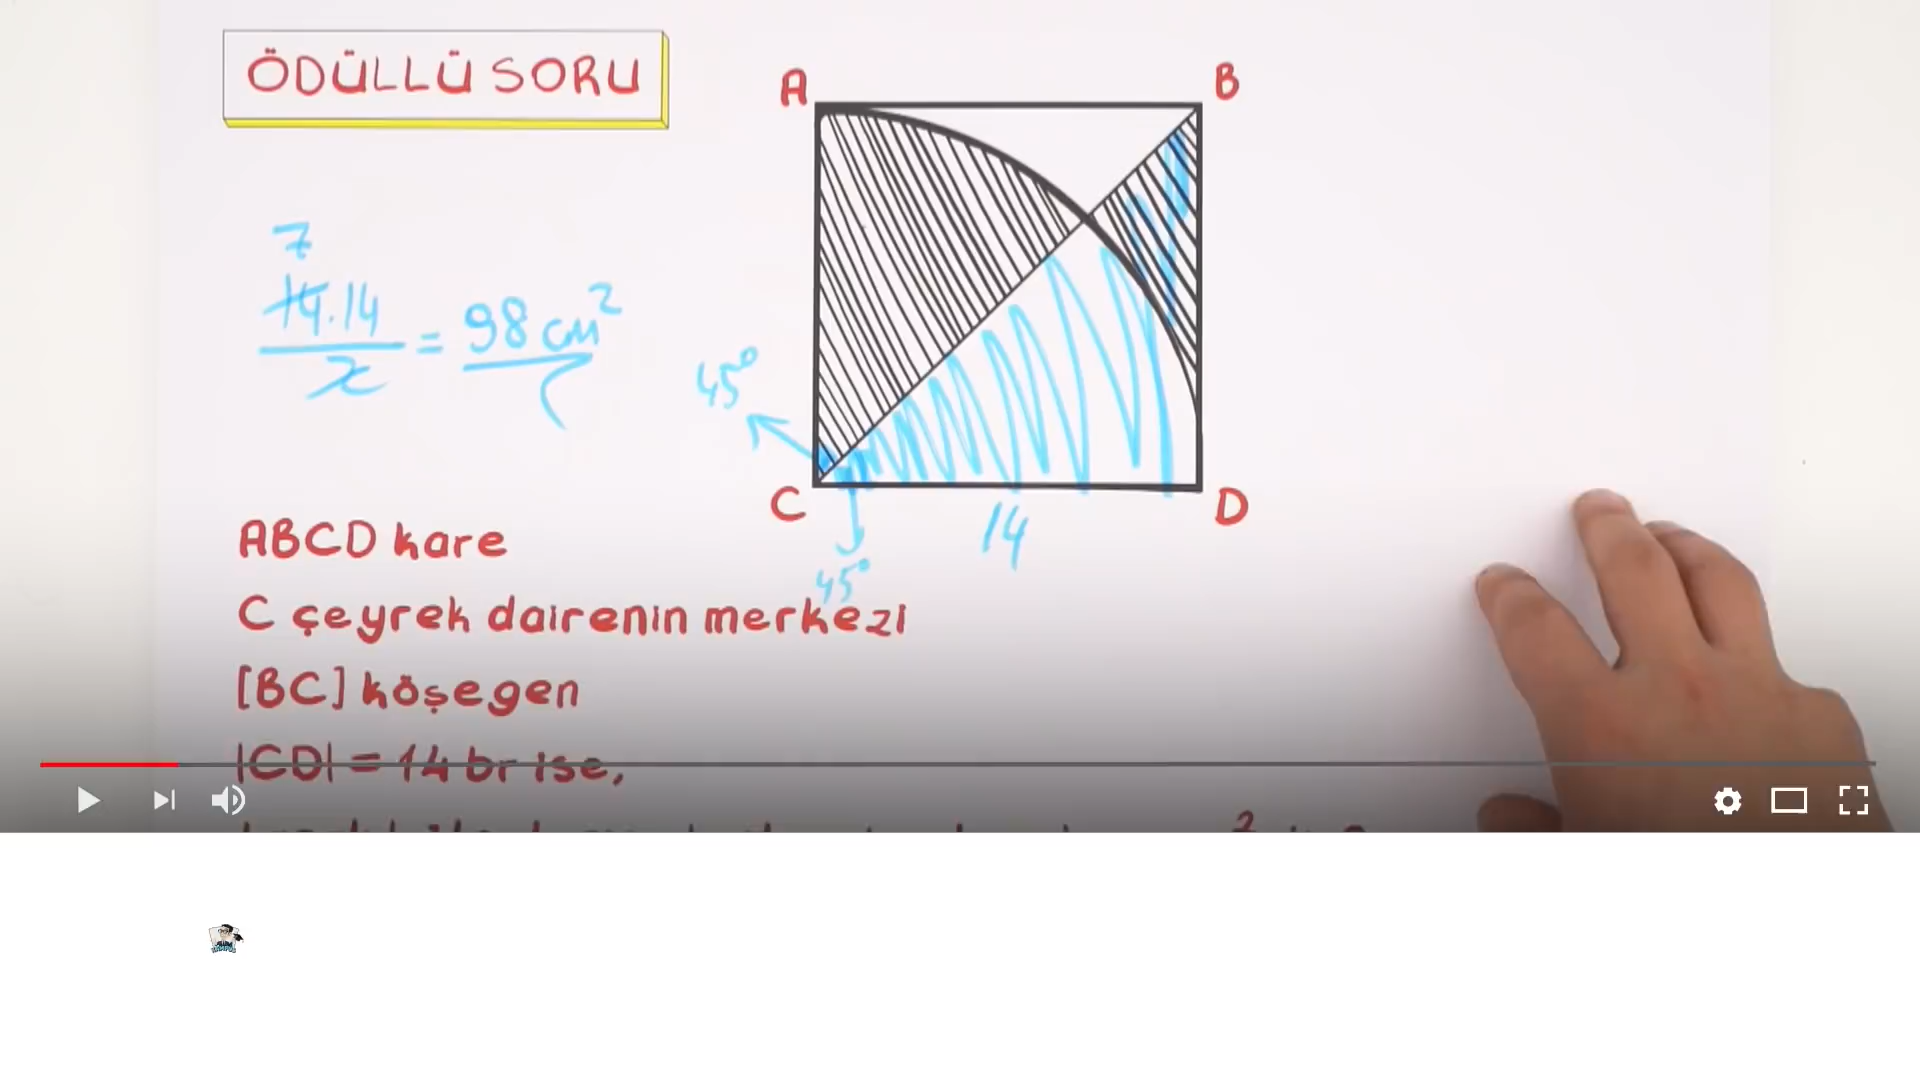 ÖDÜLLÜ SORU
A
B
7
14.14
2
= 98 cm²
45°
C
D
14
45°
ABCD kare
C çeyrek dairenin merkezi
[BC] köşegen
|CD| = 14 br ise,